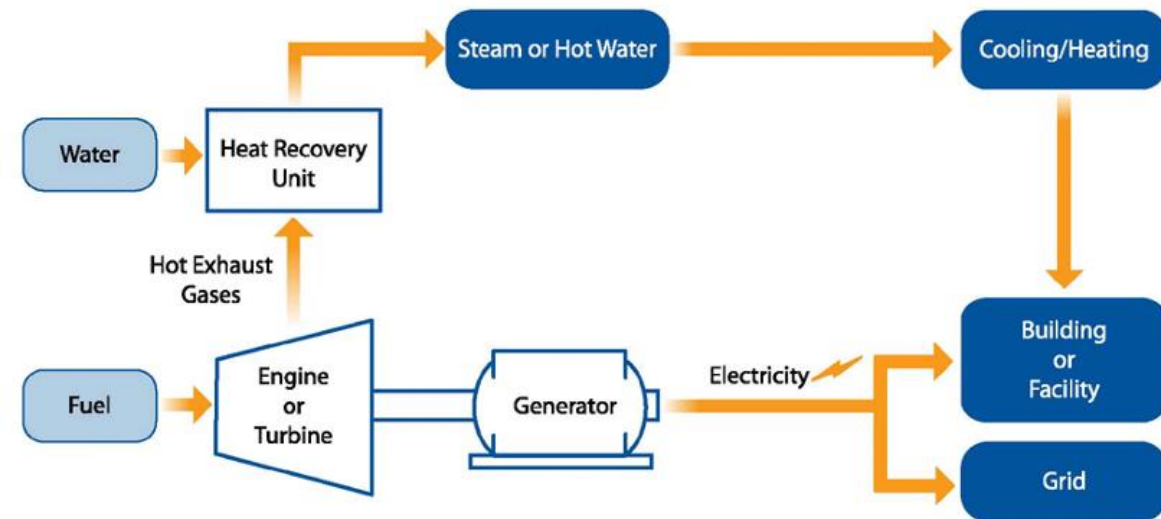 Steam or Hot Water
Cooling/Heating
Water
Heat Recovery
Unit
Hot Exhaust
Gases
Building
or
Facility
Electricity
Fuel
Engine
or
Turbine
Generator
Grid